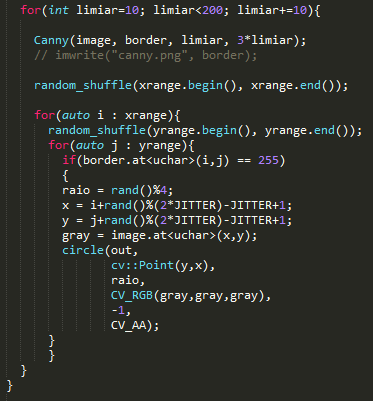 for(int limiar=10; limiar<200; limiar+=10){
Canny(image, border, limiar, 3*limiar);
// imwrite("canny.png", border);
random_shuffle(xrange.begin(), xrange.end());
for(auto i : xrange){
random_shuffle(yrange.begin(), yrange.end());
for(auto j : yrange){
if(border.at<uchar>(i,j) == 255)
{
raio = rand()%4;
x = i+rand()%(2*JITTER)-JITTER+1;
y = j+rand()%(2*JITTER)-JITTER+1;
gray = image.at<uchar>(x,y);
circle(out,
cv::Point(y,x),
raio,
CV_RGB(gray,gray,gray),
-1,
CV_AA);
}
}
}
}